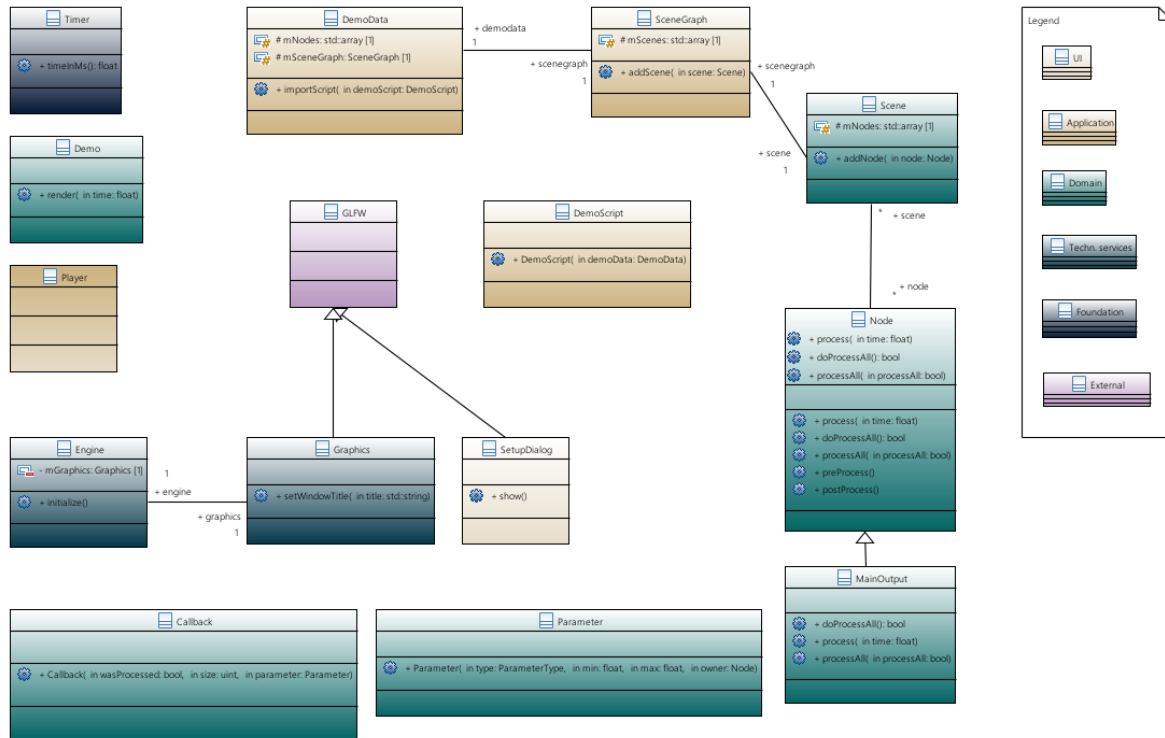 Timer
+ timeInMs(): float
DemoData
# mNodes: std::array [1]
# mSceneGraph: SceneGraph [1]
+ importScript( in demoScript: DemoScript)
+ demodata
1
+ scenegraph
1
SceneGraph
# mScenes: std::array [1]
+ addScene( in scene: Scene)
+ scenegraph
1
+ scene
1
Scene
# mNodes: std::array [1]
+ addNode( in node: Node)
* + scene
+ node
*
Demo
+ render( in time: float)
GLFW
DemoScript
+ DemoScript( in demoData: DemoData)
Player
Node
+ process( in time: float)
+ doProcessAll(): bool
+ processAll( in processAll: bool)
+ process( in time: float)
+ doProcessAll(): bool
+ processAll( in processAll: bool)
+ preProcess()
+ postProcess()
Engine
- mGraphics: Graphics [1]
+ initialize()
1
+ engine
+ graphics
1
Graphics
+ setWindowTitle( in title: std::string)
SetupDialog
+ show()
MainOutput
+ doProcessAll(): bool
+ process( in time: float)
+ processAll( in processAll: bool)
Callback
+ Callback( in wasProcessed: bool, in size: uint, in parameter: Parameter)
Parameter
+ Parameter( in type: ParameterType, in min: float, in max: float, in owner: Node)
Legend
UI
Application
Domain
Techn. services
Foundation
External